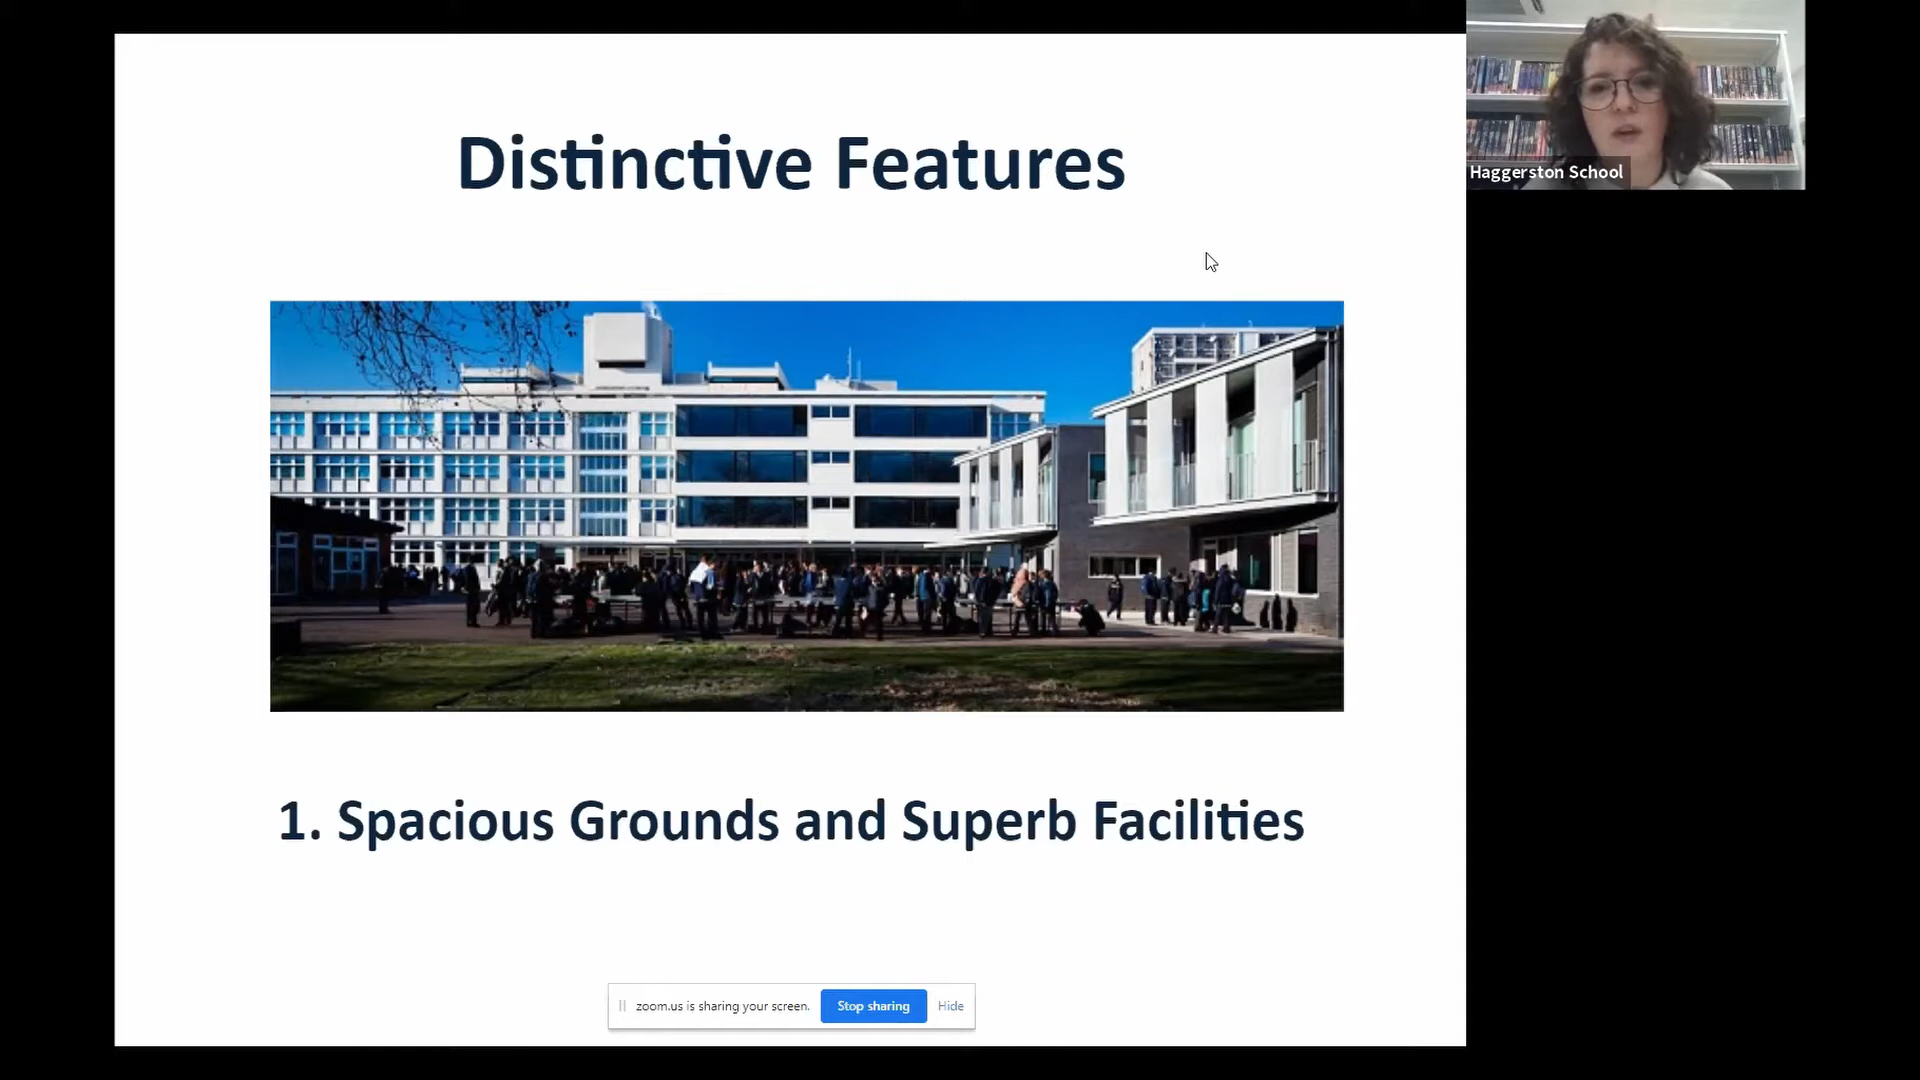 Distinctive Features
Haggerston School
1. Spacious Grounds and Superb Facilities
zoom.us is sharing your screen.
Stop sharing
Hide